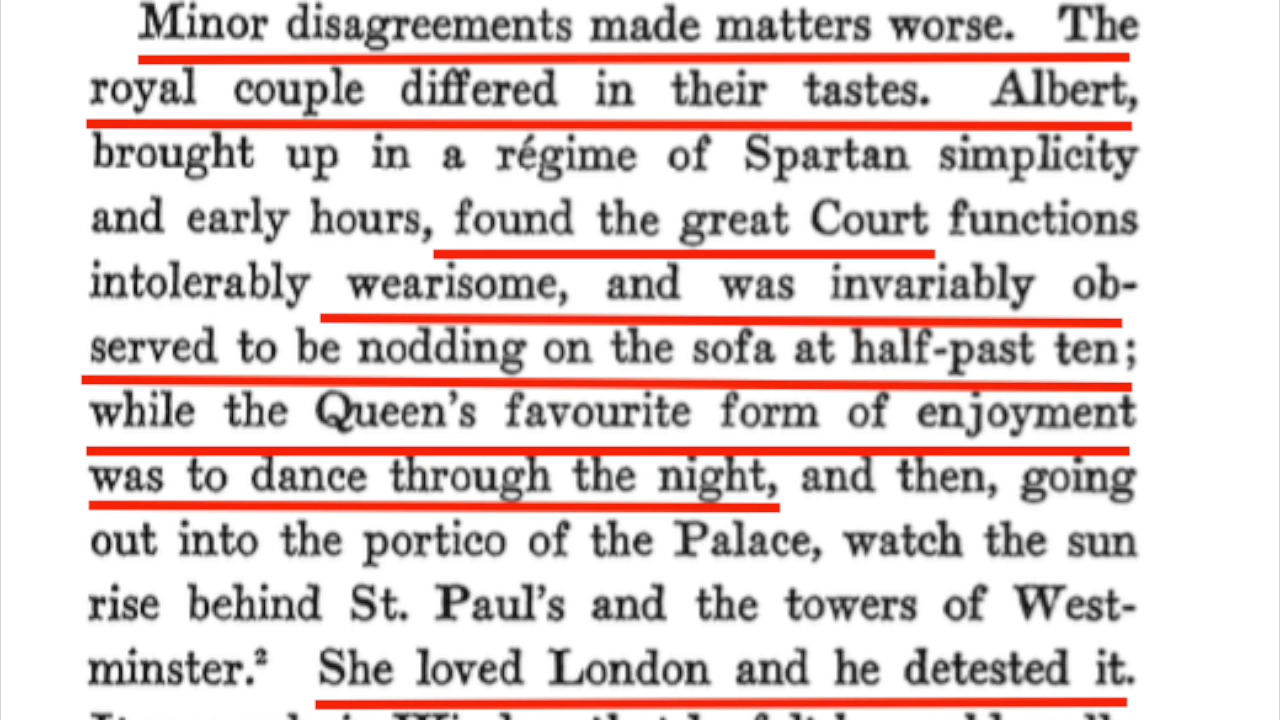 Minor disagreements made matters worse. The
royal couple differed in their tastes. Albert,
brought up in a régime of Spartan simplicity
and early hours, found the great Court functions
intolerably wearisome, and was invariably ob-
served to be nodding on the sofa at half-past ten;
while the Queen's favourite form of enjoyment
was to dance through the night, and then, going
out into the portico of the Palace, watch the sun
rise behind St. Paul's and the towers of West-
minster.² She loved London and he detested it.